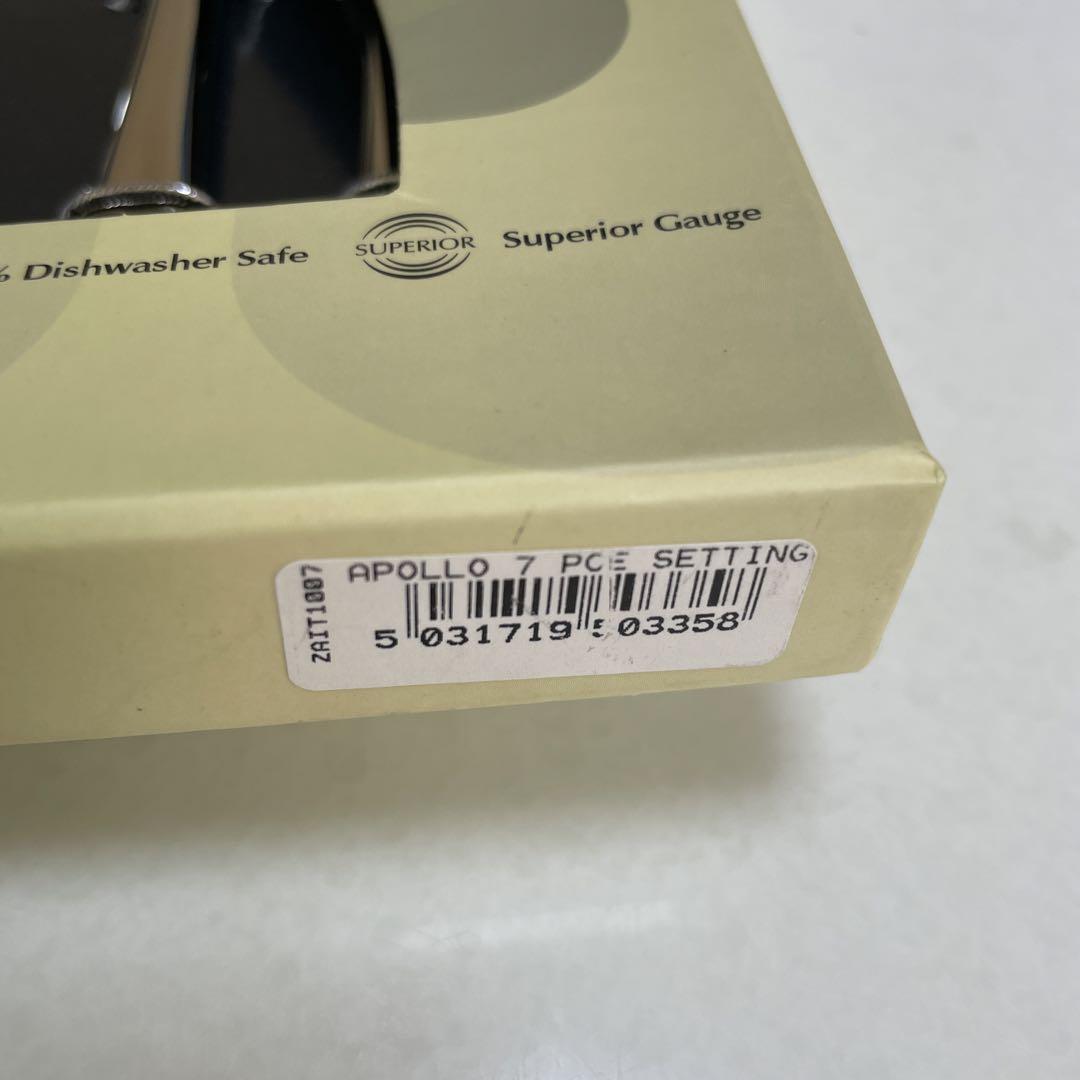 % Dishwasher Safe
SUPERIOR
Superior Gauge
ZAIT1007
APOLLO 7 PCE SETTING
5 031719 503358